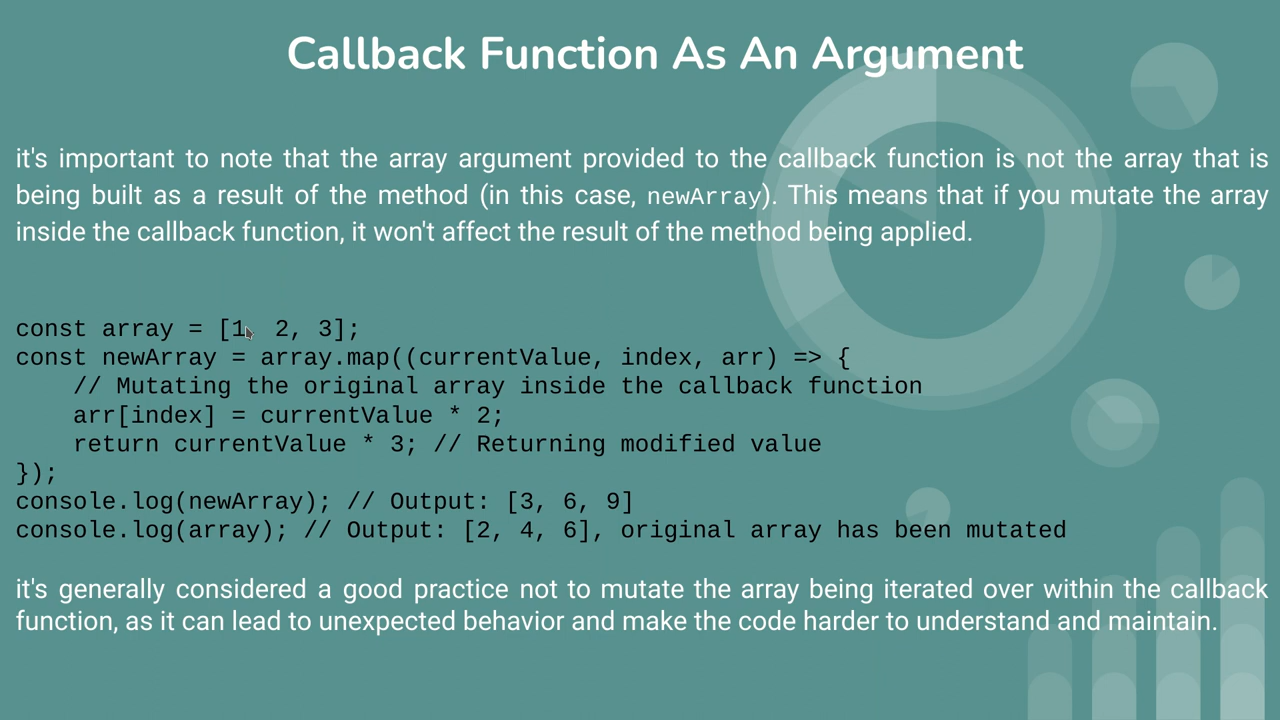 Callback Function As An Argument
it's important to note that the array argument provided to the callback function is not the array that is
being built as a result of the method (in this case, newArray). This means that if you mutate the array
inside the callback function, it won't affect the result of the method being applied.
const array = [1, 2, 3];
const newArray = array.map((currentValue, index, arr) => {
    // Mutating the original array inside the callback function
    arr[index] = currentValue * 2;
    return currentValue * 3; // Returning modified value
});
console.log(newArray); // Output: [3, 6, 9]
console.log(array); // Output: [2, 4, 6], original array has been mutated
it's generally considered a good practice not to mutate the array being iterated over within the callback
function, as it can lead to unexpected behavior and make the code harder to understand and maintain.